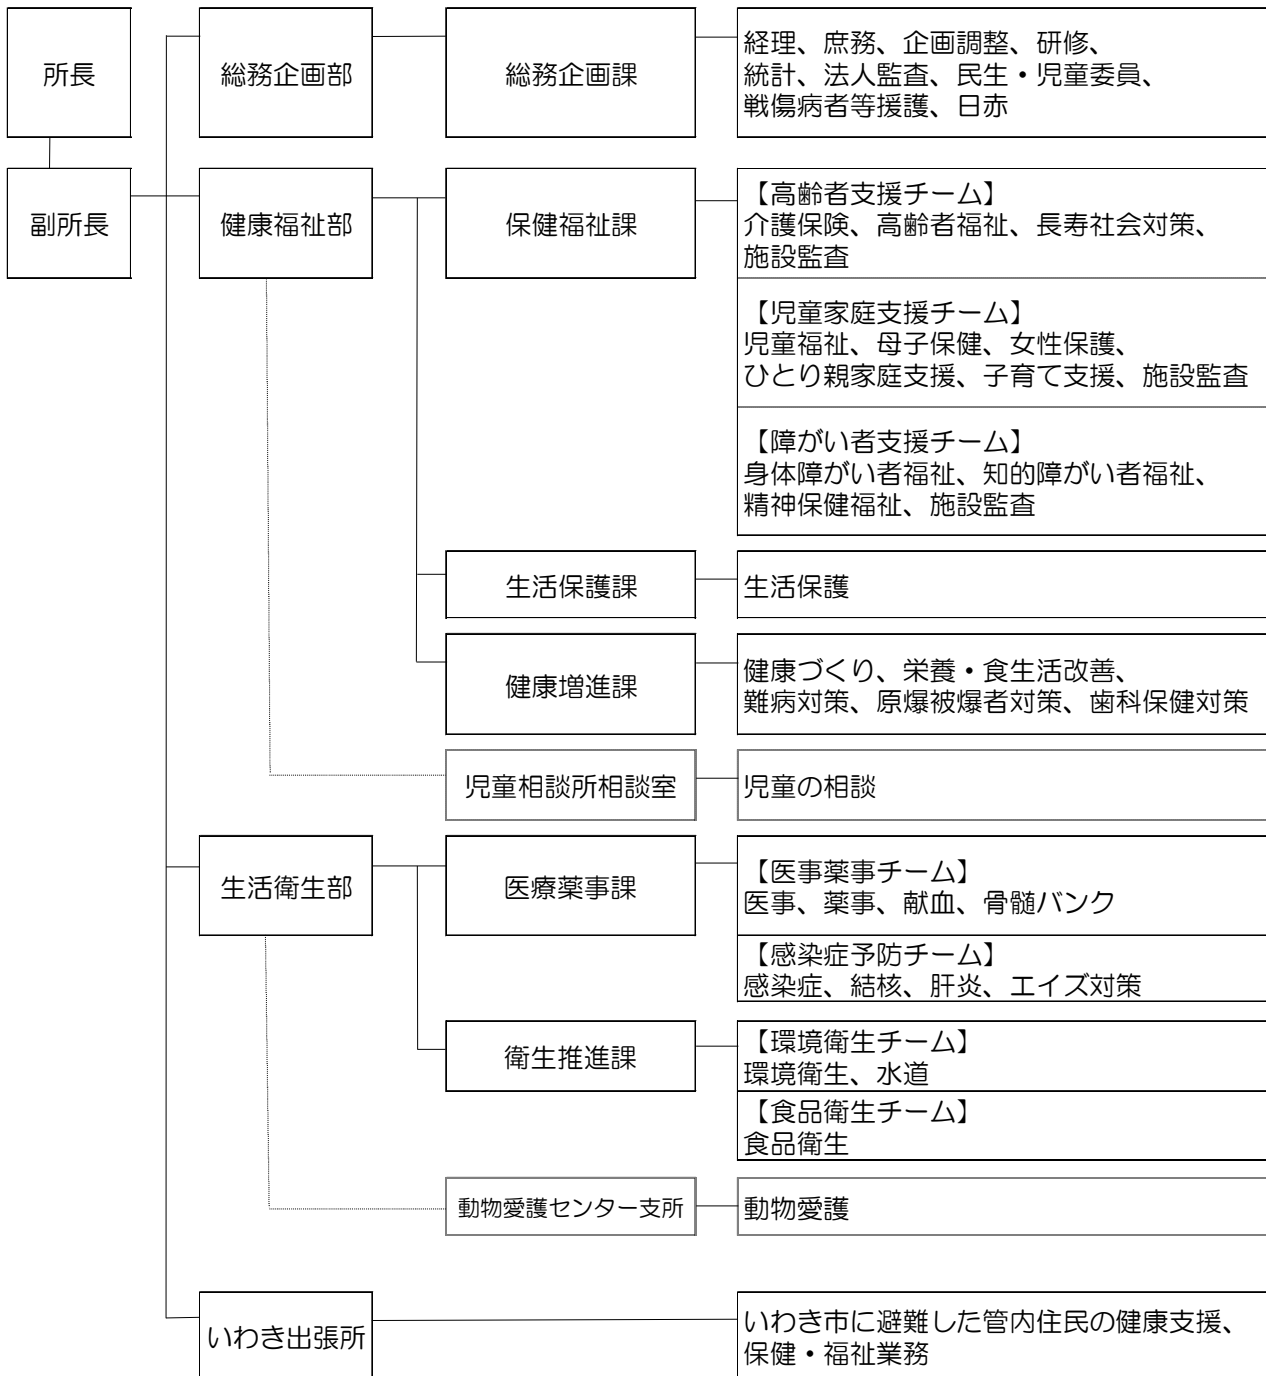 所長
総務企画部
総務企画課
経理、庶務、企画調整、研修、
統計、法人監査、民生・児童委員、
戦傷病者等援護、日赤
副所長
健康福祉部
保健福祉課
【高齢者支援チーム】
介護保険、高齢者福祉、長寿社会対策、
施設監査
【児童家庭支援チーム】
児童福祉、母子保健、女性保護、
ひとり親家庭支援、子育て支援、施設監査
【障がい者支援チーム】
身体障がい者福祉、知的障がい者福祉、
精神保健福祉、施設監査
生活保護課
生活保護
健康増進課
健康づくり、栄養・食生活改善、
難病対策、原爆被爆者対策、歯科保健対策
児童相談所相談室
児童の相談
生活衛生部
医療薬事課
【医事薬事チーム】
医事、薬事、献血、骨髄バンク
【感染症予防チーム】
感染症、結核、肝炎、エイズ対策
衛生推進課
【環境衛生チーム】
環境衛生、水道
【食品衛生チーム】
食品衛生
動物愛護センター支所
動物愛護
いわき出張所
いわき市に避難した管内住民の健康支援、
保健・福祉業務